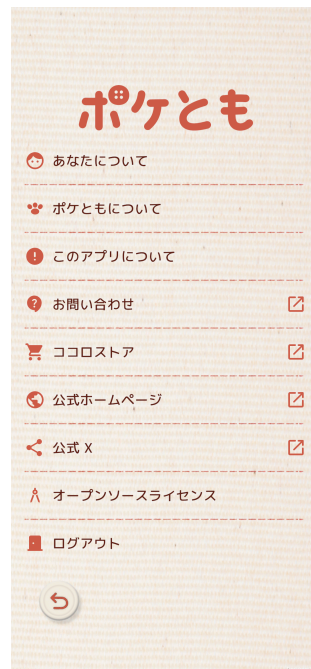 ポケとも
あなたについて
ポケともについて
このアプリについて
お問い合わせ
ココロストア
公式ホームページ
公式 X
オープンソースライセンス
ログアウト